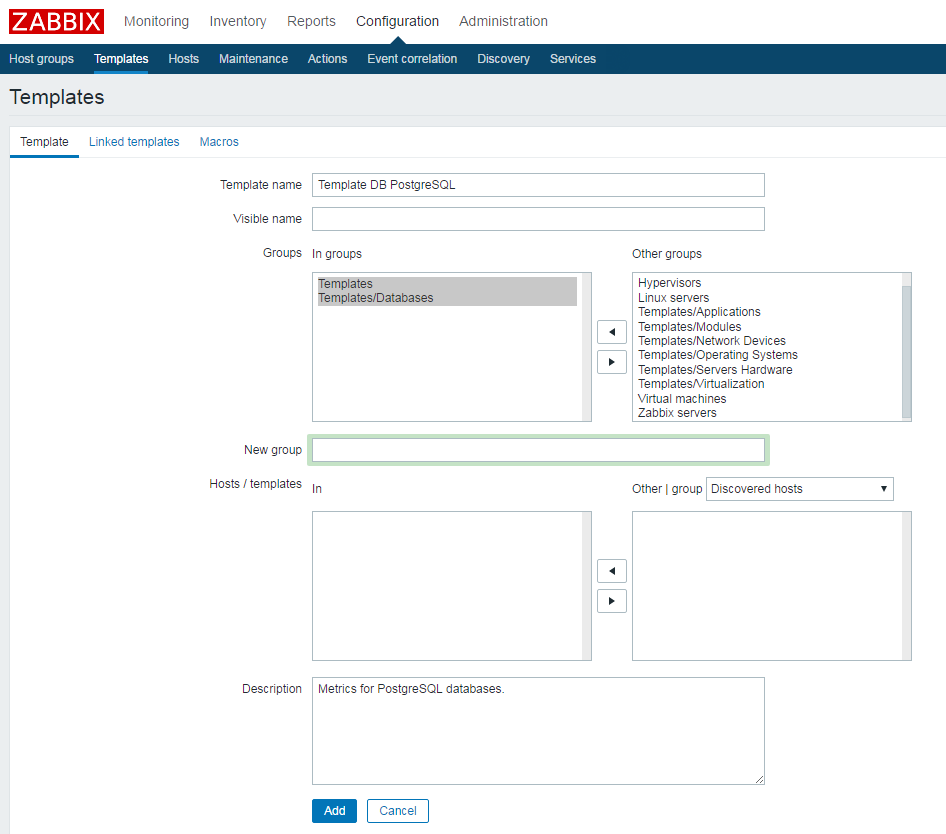 ZABBIX Monitoring Inventory Reports Configuration Administration
Host groups Templates Hosts Maintenance Actions Event correlation Discovery Services
Templates
Template Linked templates Macros
Template name Template DB PostgreSQL
Visible name
Groups In groups Other groups
Templates
Templates/Databases
Hypervisors
Linux servers
Templates/Applications
Templates/Modules
Templates/Network Devices
Templates/Operating Systems
Templates/Servers Hardware
Templates/Virtualization
Virtual machines
Zabbix servers
New group
Hosts / templates In Other | group Discovered hosts
Description Metrics for PostgreSQL databases.
Add Cancel